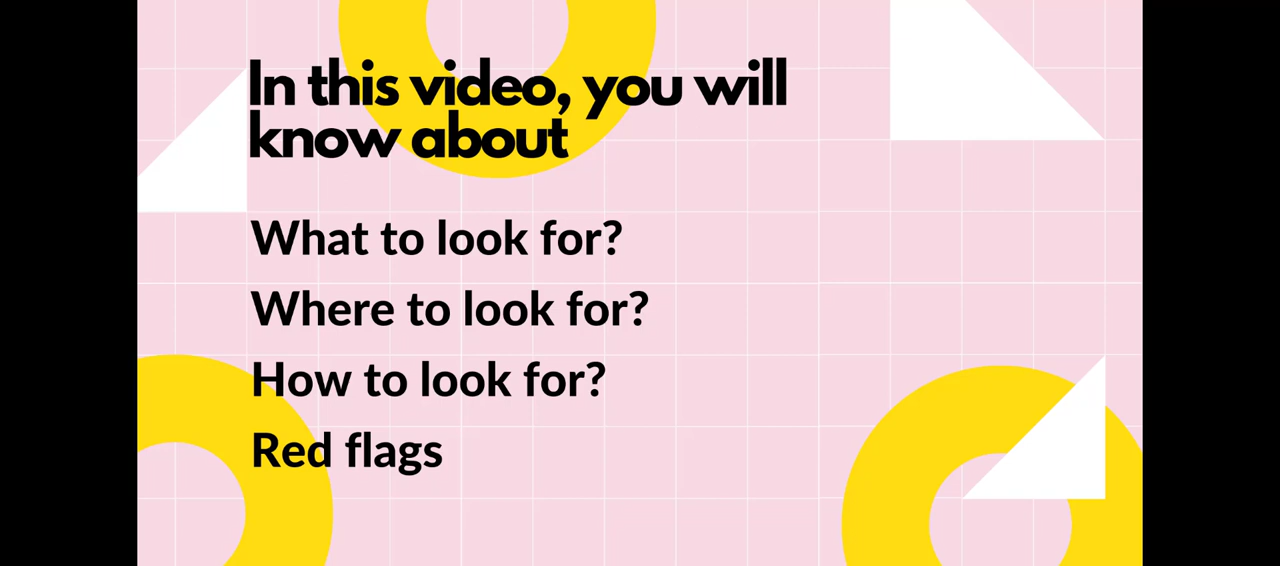 In this video, you will
know about
What to look for?
Where to look for?
How to look for?
Red flags